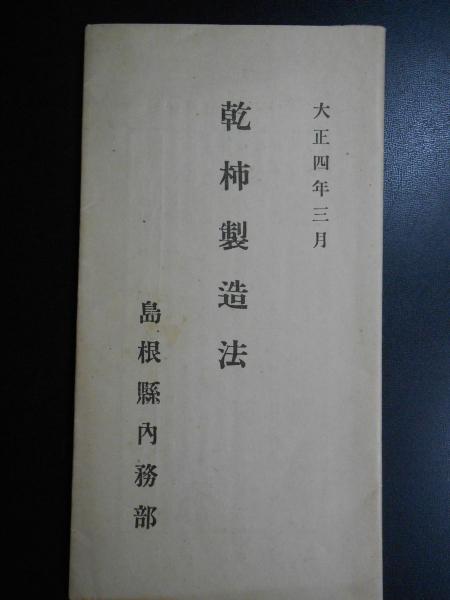 大正四年三月
乾柿製造法
島根縣內務部